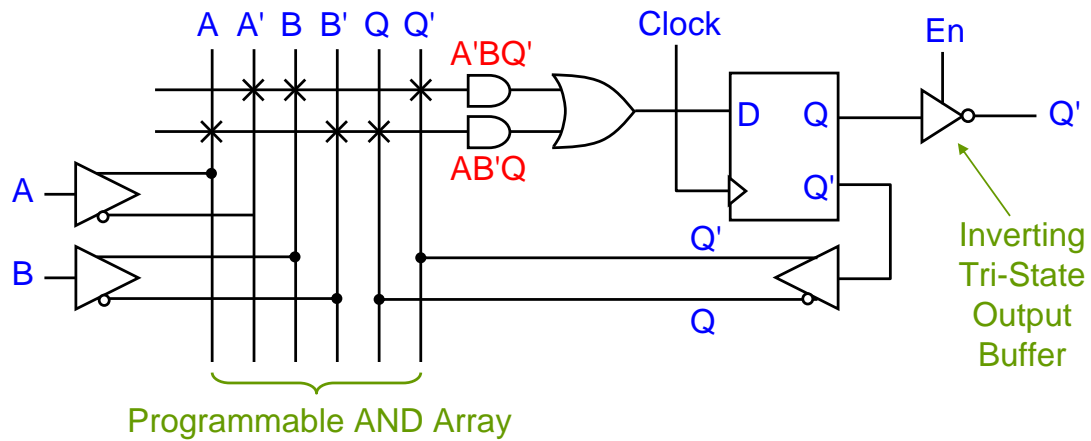 A A' B B' Q Q'
A'BQ'
Clock
En
D
Q
Q'
Q'
AB'Q
A
B
Q'
Q
Inverting
Tri-State
Output
Buffer
Programmable AND Array